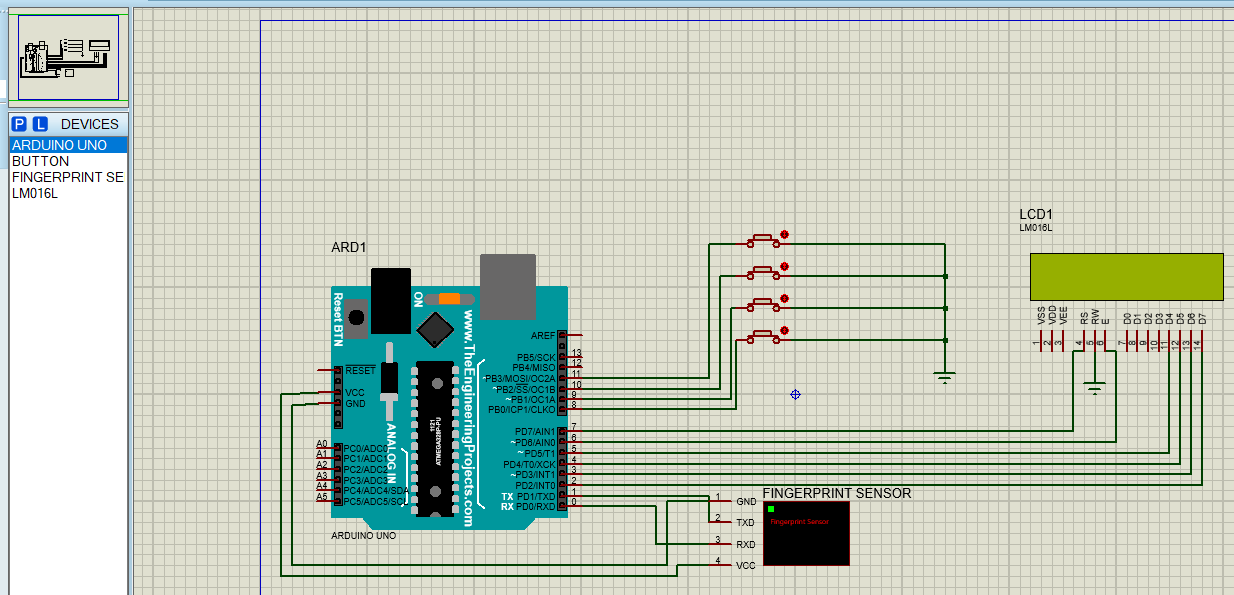 P L DEVICES
ARDUINO UNO
BUTTON
FINGERPRINT SE
LM016L
ARD1
Reset BTN
ON
www.TheEngineeringProjects.com
ANALOG IN
1121
ATMEGA328P-PU
RESET
VCC
GND
A0 PC0/ADC0
A1 PC1/ADC1
A2 PC2/ADC2
A3 PC3/ADC3
A4 PC4/ADC4/SDA
A5 PC5/ADC5/SCL
AREF
PB5/SCK 13
PB4/MISO 12
~PB3/MOSI/OC2A 11
~PB2/SS/OC1B 10
~PB1/OC1A 9
PB0/ICP1/CLKO 8
PD7/AIN1 7
~PD6/AIN0 6
~PD5/T1 5
PD4/T0/XCK 4
~PD3/INT1 3
PD2/INT0 2
TX PD1/TXD 1
RX PD0/RXD 0
ARDUINO UNO
LCD1
LM016L
VSS VDD VEE RS RW E D0 D1 D2 D3 D4 D5 D6 D7
1 2 3 4 5 6 7 8 9 10 11 12 13 14
FINGERPRINT SENSOR
1 GND
2 TXD
3 RXD
4 VCC
Fingerprint Sensor